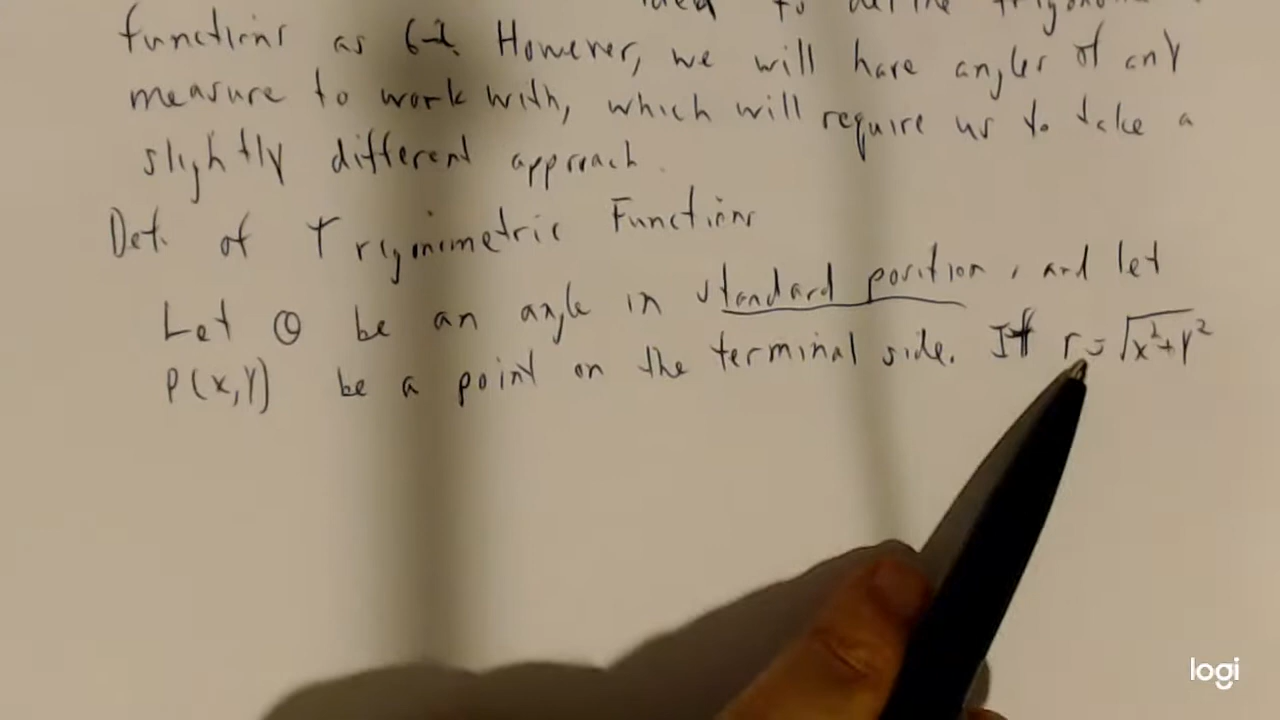 to define
functions as 6-2. However, we will have angles of any
measure to work with, which will require us to take a
slightly different approach.
Def. of Trigonometric Functions
Let θ be an angle in standard position, and let
P(x,y) be a point on the terminal side. If r = √x²+y²
logi